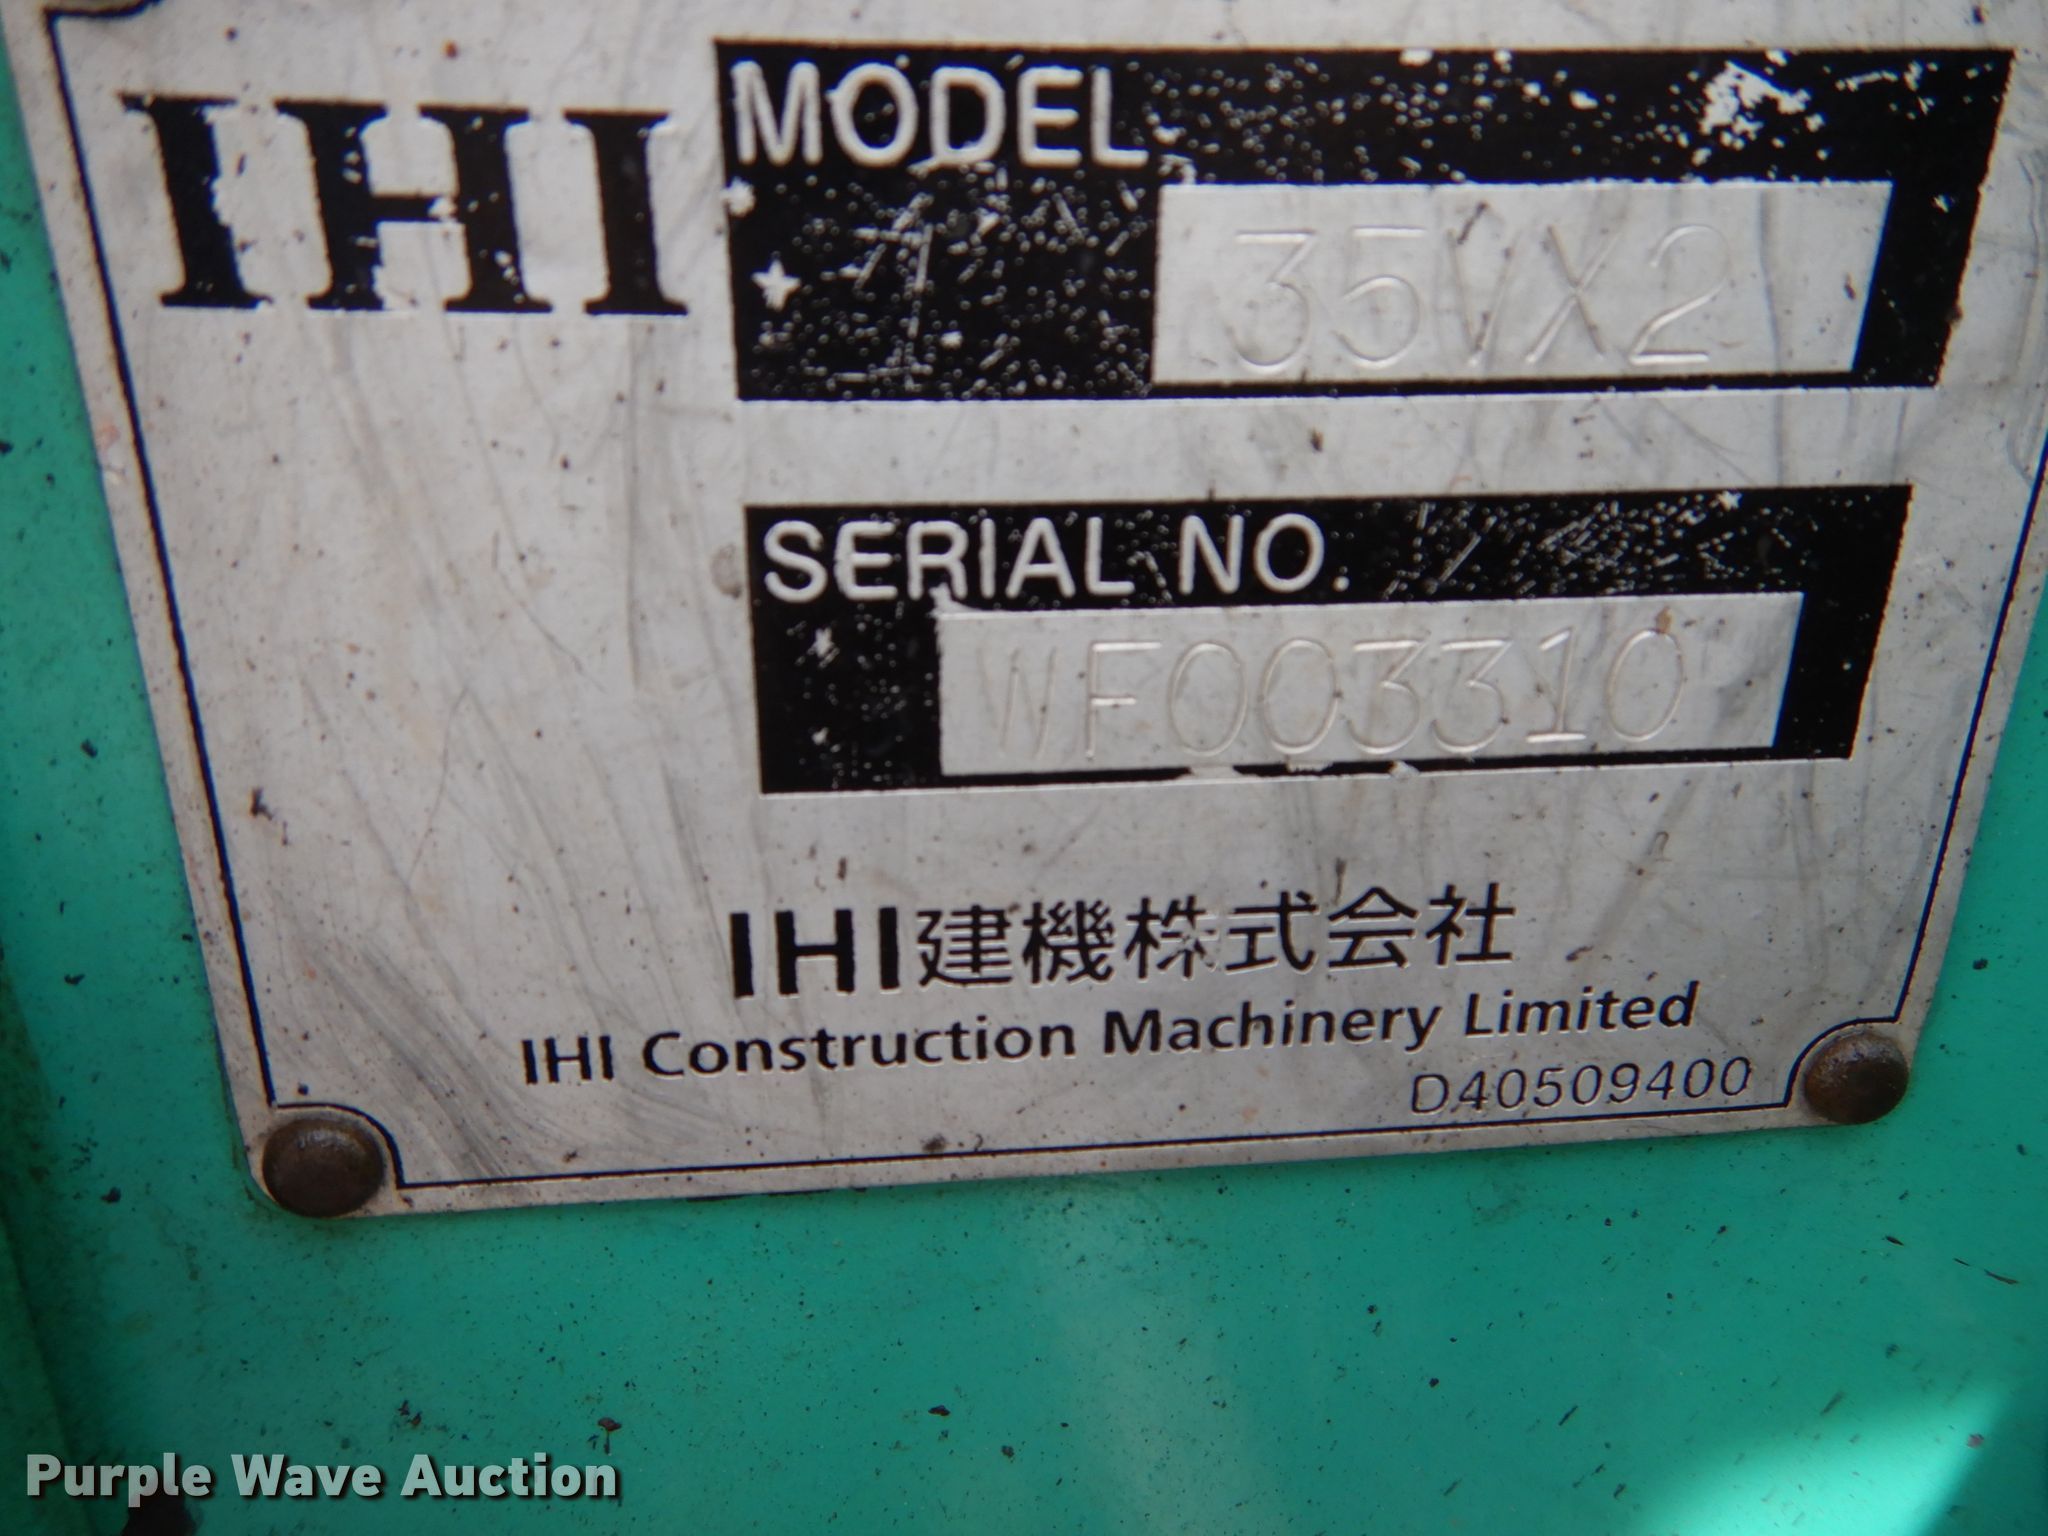 IHI
MODEL
35VX2
SERIAL NO.
WF003310
IHI建機株式会社
IHI Construction Machinery Limited
D40509400
Purple Wave Auction